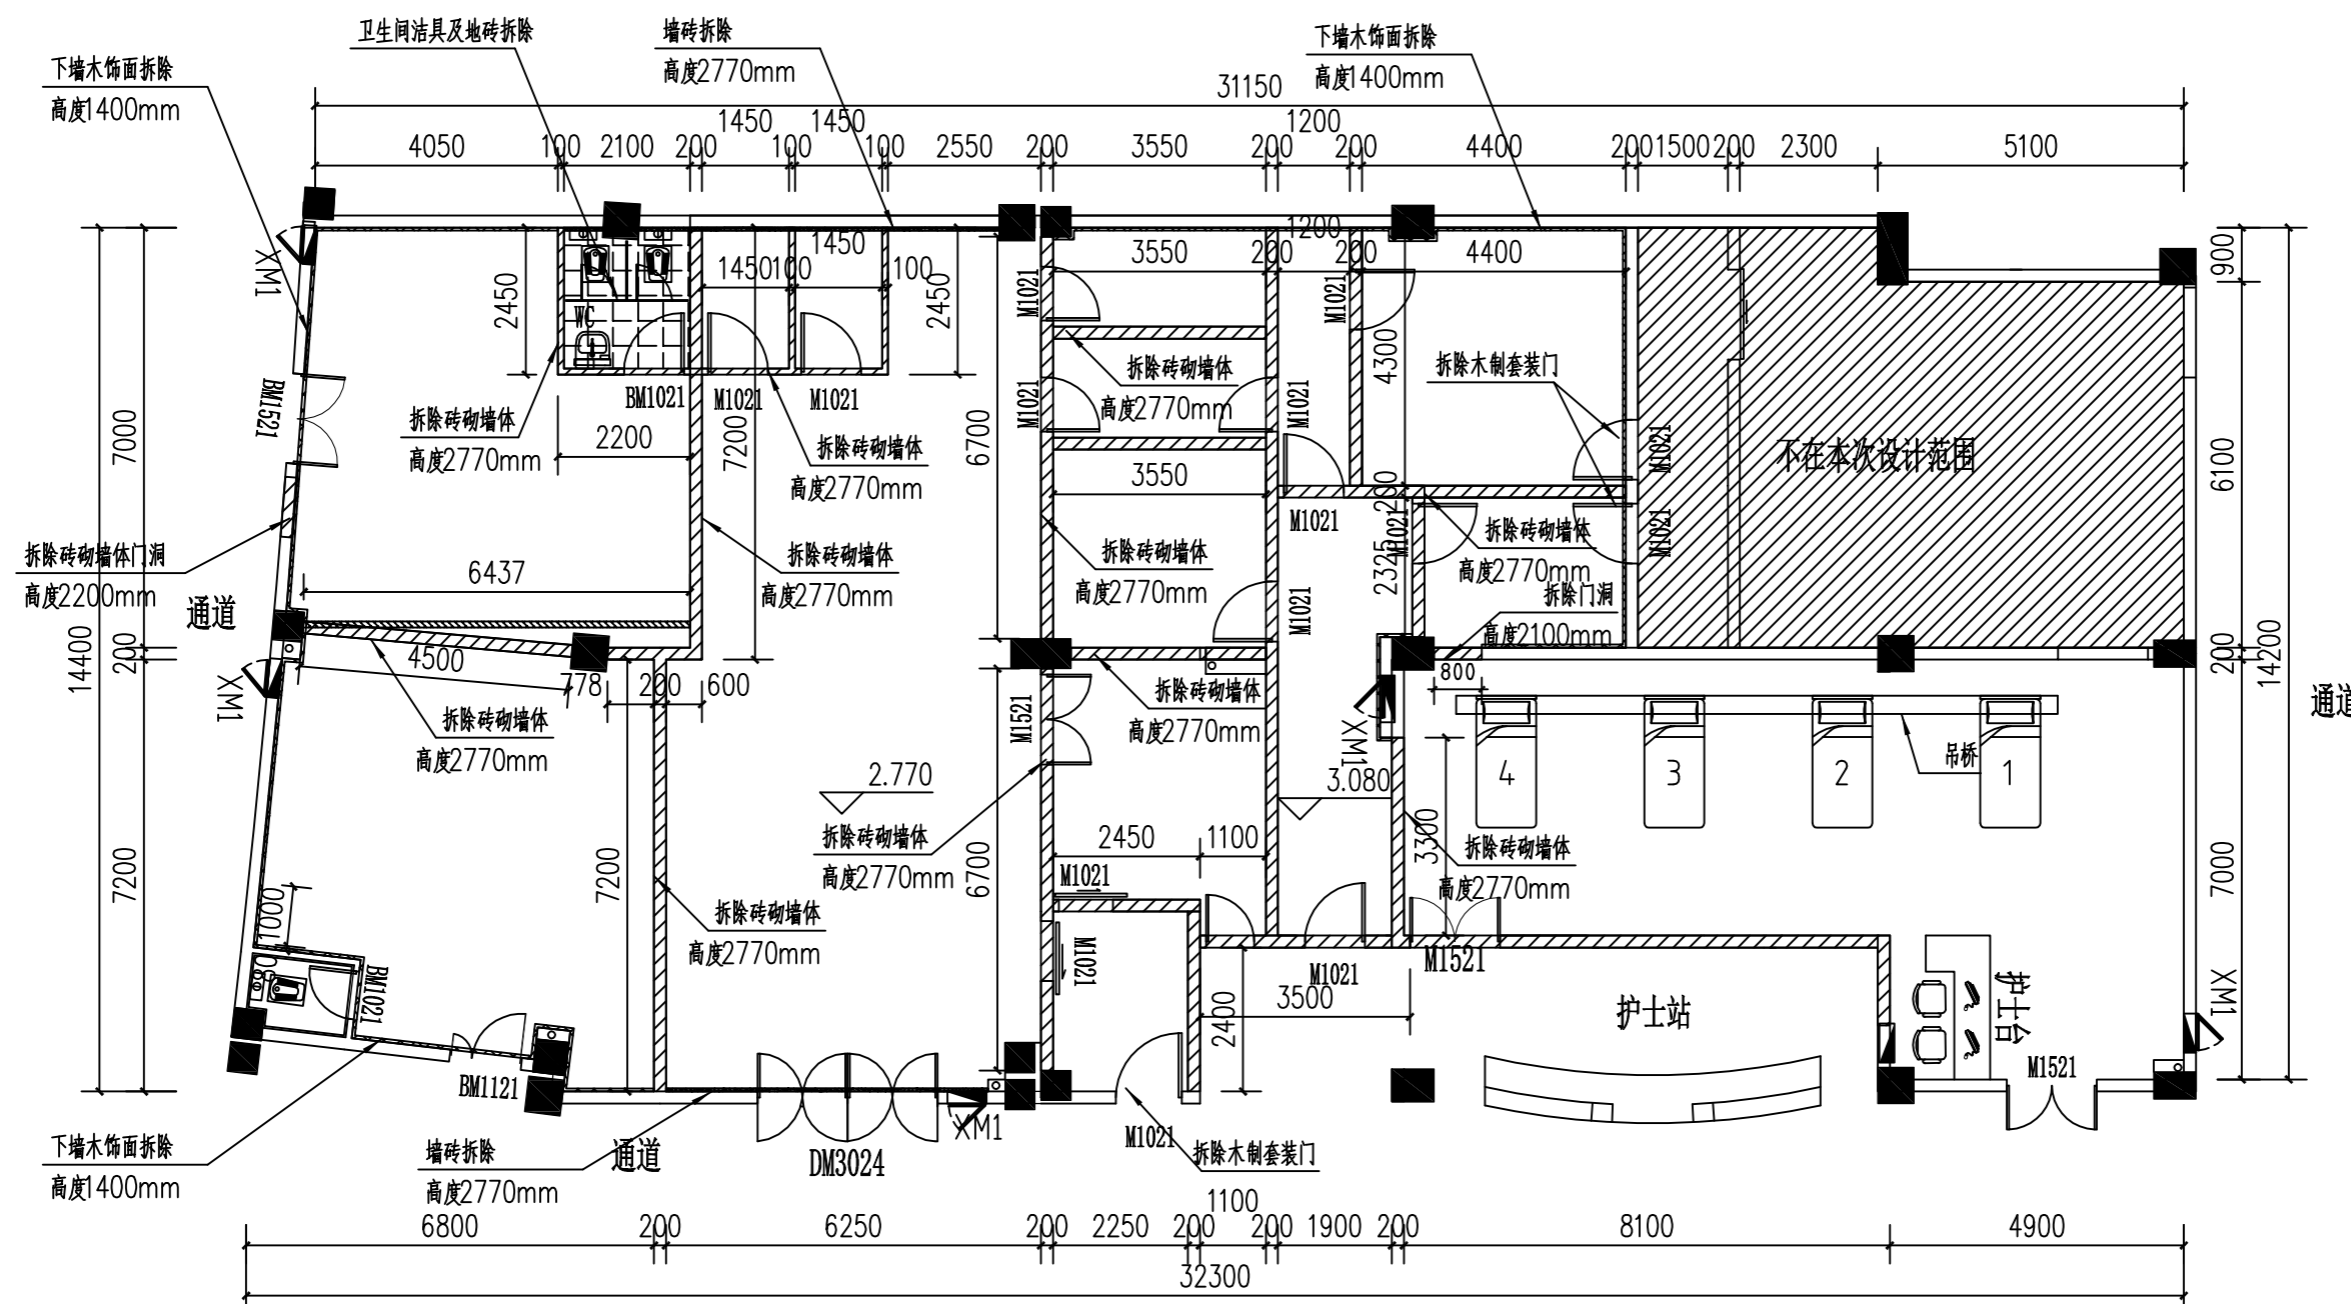 卫生间洁具及地砖拆除
墙砖拆除
高度2770mm
下墙木饰面拆除
高度1400mm
下墙木饰面拆除
高度1400mm
31150
1450
1450
1200
4050
100
2100
200
100
100
2550
200
3550
200
200
4400
200
1500
200
2300
5100
1200
1450
3550
200
200
4400
1450
100
100
900
XM1
2450
2450
M1021
M1021
WC
4300
拆除砖砌墙体
高度2770mm
拆除木制套装门
BM1521
BM1021
M1021
M1021
M1021
M1021
拆除砖砌墙体
高度2770mm
2200
7200
拆除砖砌墙体
高度2770mm
6700
7000
M1021
不在本次设计范围
6100
3550
200
M1021
M1021
M1021
拆除砖砌墙体
高度2770mm
拆除砖砌墙体门洞
高度2200mm
6437
拆除砖砌墙体
高度2770mm
拆除砖砌墙体
高度2770mm
2325
拆除门洞
高度2100mm
M1021
通道
14400
200
4500
778
200
600
800
200
14200
XM1
拆除砖砌墙体
高度2770mm
M1521
拆除砖砌墙体
高度2770mm
XM1
吊桥
通道
4
3
2
1
2.770
3.080
拆除砖砌墙体
高度2770mm
2450
1100
3300
拆除砖砌墙体
高度2770mm
7200
7200
6700
7000
M1021
1000
拆除砖砌墙体
高度2770mm
M1021
M1021
M1521
BM1021
2400
3500
护士站
护士台
XM1
BM1121
M1521
下墙木饰面拆除
高度1400mm
墙砖拆除
高度2770mm
通道
DM3024
XM1
M1021
拆除木制套装门
1100
6800
200
6250
200
2250
200
200
1900
200
8100
4900
32300